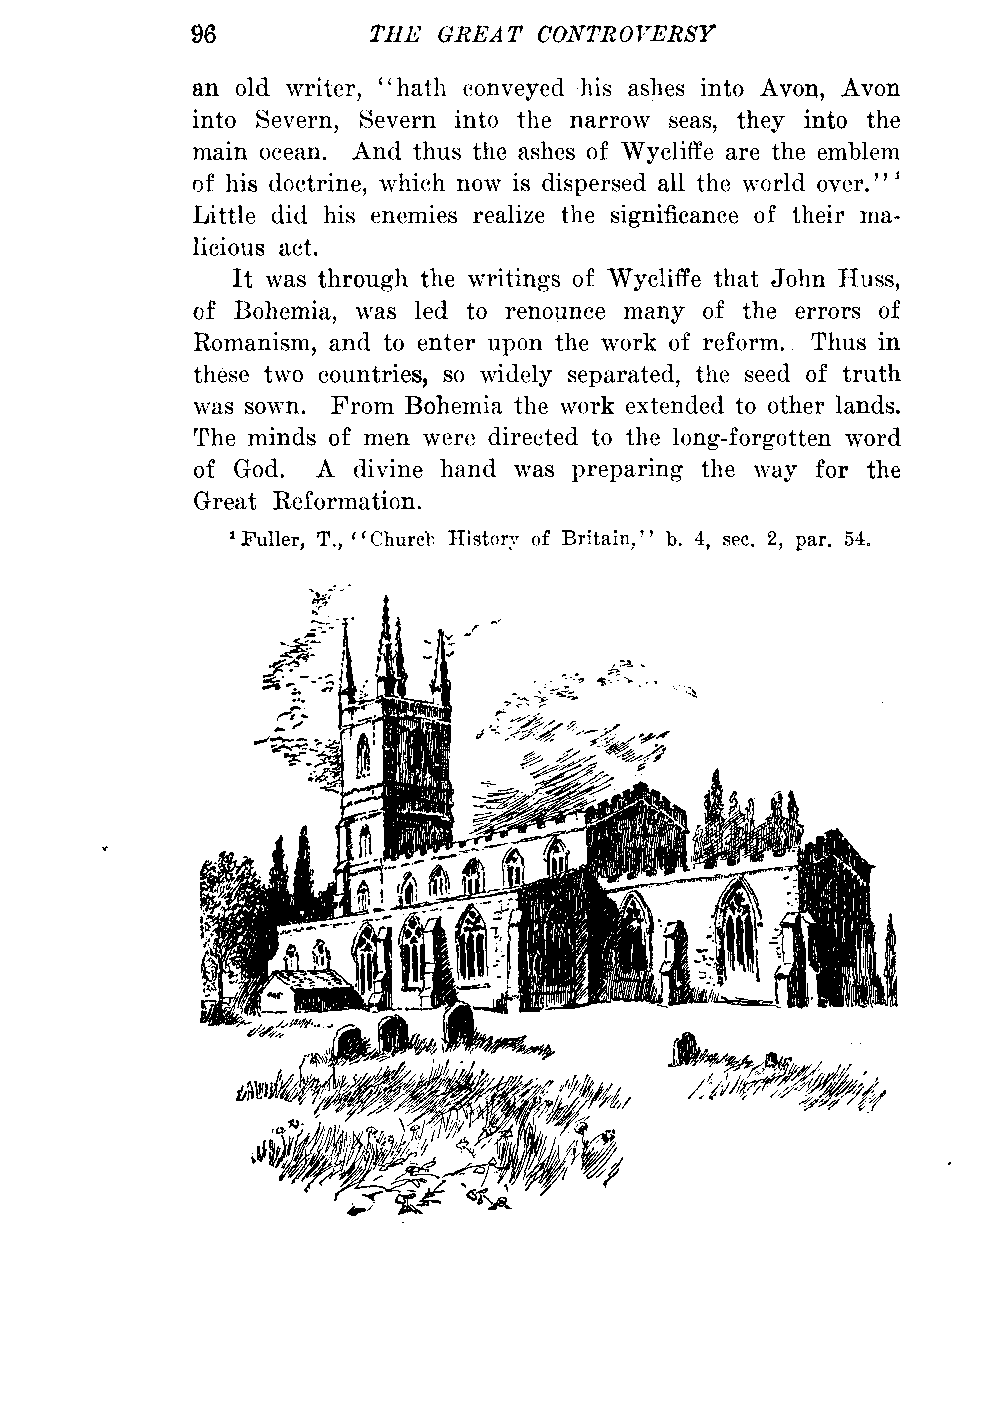 96 THE GREAT CONTROVERSY
an old writer, "hath conveyed his ashes into Avon, Avon
into Severn, Severn into the narrow seas, they into the
main ocean. And thus the ashes of Wycliffe are the emblem
of his doctrine, which now is dispersed all the world over."¹
Little did his enemies realize the significance of their ma-
licious act.
It was through the writings of Wycliffe that John Huss,
of Bohemia, was led to renounce many of the errors of
Romanism, and to enter upon the work of reform. Thus in
these two countries, so widely separated, the seed of truth
was sown. From Bohemia the work extended to other lands.
The minds of men were directed to the long-forgotten word
of God. A divine hand was preparing the way for the
Great Reformation.
¹ Fuller, T., "Church History of Britain," b. 4, sec. 2, par. 54.